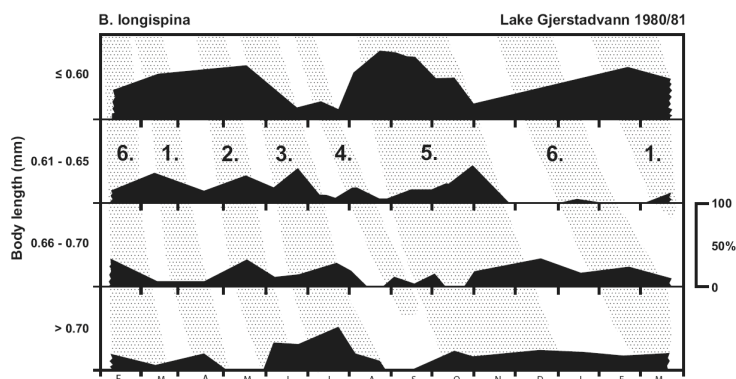 B. longispina Lake Gjerstadvann 1980/81
≤ 0.60
6. 1. 2. 3. 4. 5. 6. 1.
0.61 - 0.65
0.66 - 0.70
> 0.70
Body length (mm)
100
50%
0